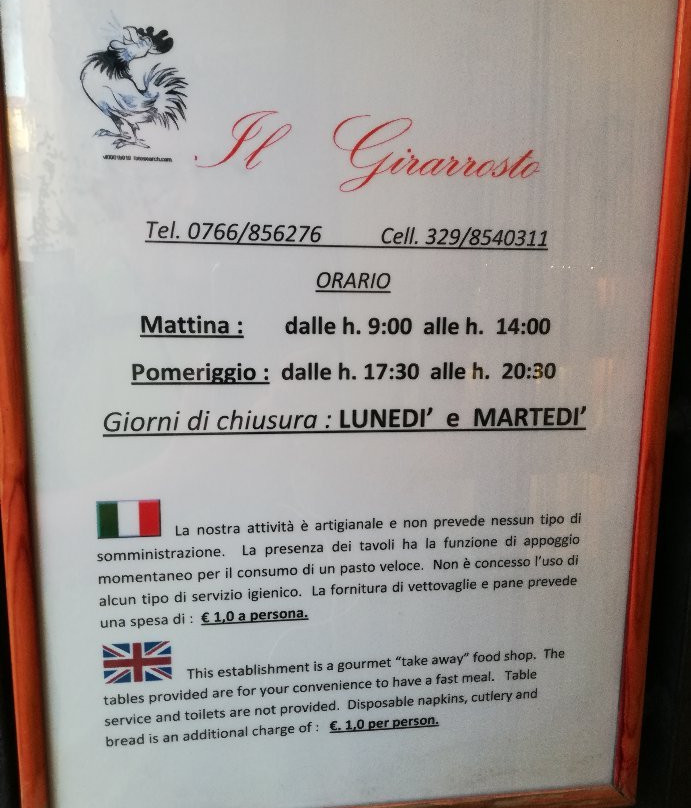 Il Girarrosto
Tel. 0766/856276 Cell. 329/8540311
ORARIO
Mattina : dalle h. 9:00 alle h. 14:00
Pomeriggio : dalle h. 17:30 alle h. 20:30
Giorni di chiusura : LUNEDI' e MARTEDI'
La nostra attività è artigianale e non prevede nessun tipo di
somministrazione. La presenza dei tavoli ha la funzione di appoggio
momentaneo per il consumo di un pasto veloce. Non è concesso l'uso di
alcun tipo di servizio igienico. La fornitura di vettovaglie e pane prevede
una spesa di : € 1,0 a persona.
This establishment is a gourmet “take away” food shop. The
tables provided are for your convenience to have a fast meal. Table
service and toilets are not provided. Disposable napkins, cutlery and
bread is an additional charge of : €. 1,0 per person.